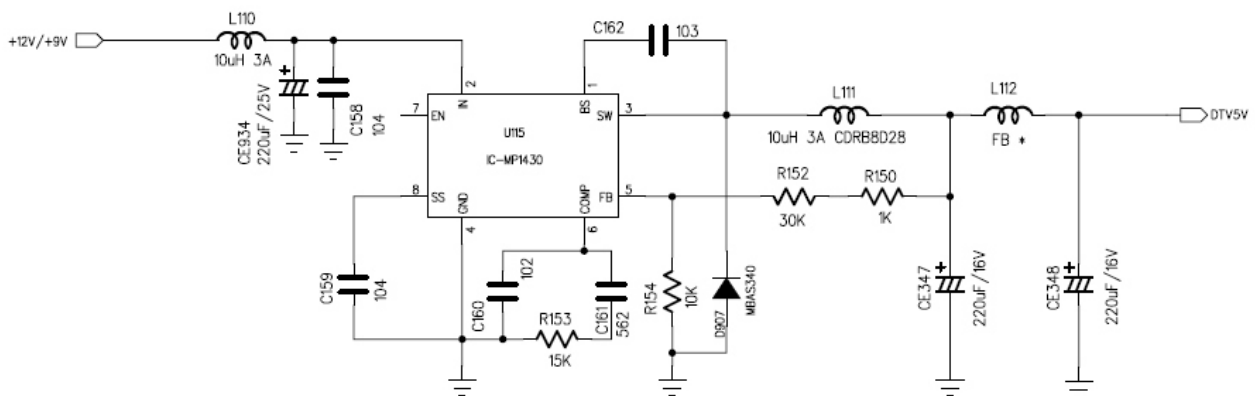 L110
+12V/+9V
10uH 3A
+
CE934
220uF/25V
C158
104
C162
103
2
1
IN
BS
7
EN
SW
3
U115
IC-MP1430
8
SS
GND
COMP
FB
5
4
6
L111
10uH 3A CDRB8D28
L112
FB *
DTV5V
R152
30K
R150
1K
C159
104
C160
102
C161
562
R153
15K
R154
10K
D907
MBAS340
+
CE347
220uF/16V
+
CE348
220uF/16V